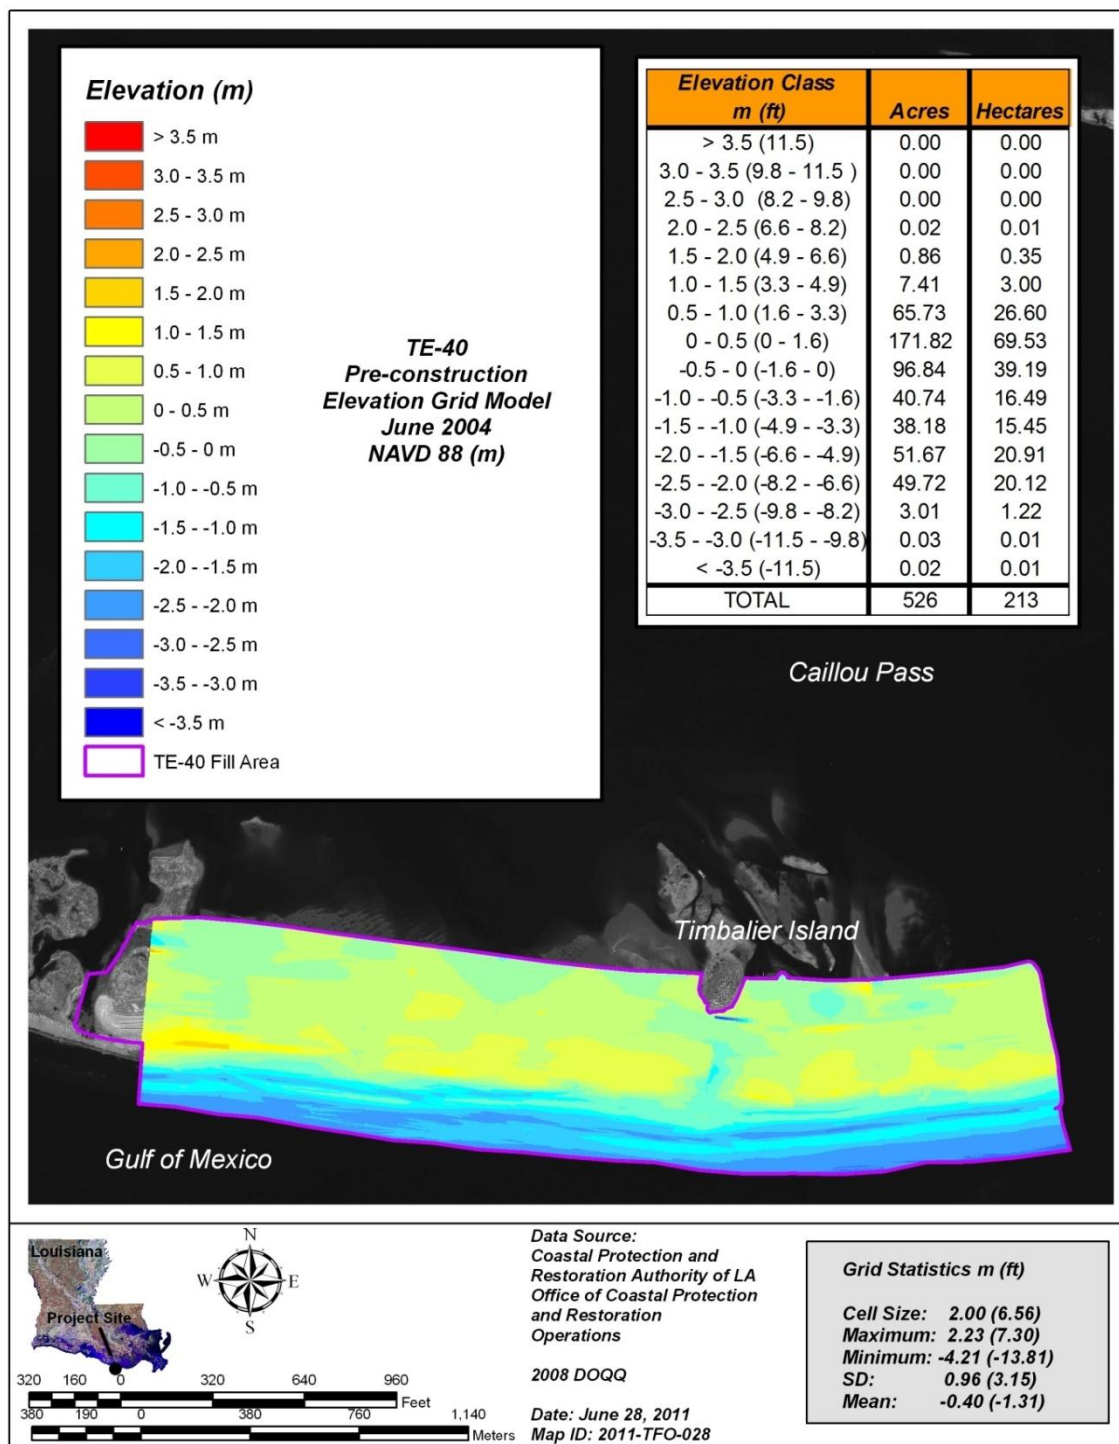 Elevation (m)
> 3.5 m
3.0 - 3.5 m
2.5 - 3.0 m
2.0 - 2.5 m
1.5 - 2.0 m
1.0 - 1.5 m
0.5 - 1.0 m
0 - 0.5 m
-0.5 - 0 m
-1.0 - -0.5 m
-1.5 - -1.0 m
-2.0 - -1.5 m
-2.5 - -2.0 m
-3.0 - -2.5 m
-3.5 - -3.0 m
< -3.5 m
TE-40 Fill Area
TE-40
Pre-construction
Elevation Grid Model
June 2004
NAVD 88 (m)
Elevation Class
m (ft) Acres Hectares
> 3.5 (11.5) 0.00 0.00
3.0 - 3.5 (9.8 - 11.5 ) 0.00 0.00
2.5 - 3.0 (8.2 - 9.8) 0.00 0.00
2.0 - 2.5 (6.6 - 8.2) 0.02 0.01
1.5 - 2.0 (4.9 - 6.6) 0.86 0.35
1.0 - 1.5 (3.3 - 4.9) 7.41 3.00
0.5 - 1.0 (1.6 - 3.3) 65.73 26.60
0 - 0.5 (0 - 1.6) 171.82 69.53
-0.5 - 0 (-1.6 - 0) 96.84 39.19
-1.0 - -0.5 (-3.3 - -1.6) 40.74 16.49
-1.5 - -1.0 (-4.9 - -3.3) 38.18 15.45
-2.0 - -1.5 (-6.6 - -4.9) 51.67 20.91
-2.5 - -2.0 (-8.2 - -6.6) 49.72 20.12
-3.0 - -2.5 (-9.8 - -8.2) 3.01 1.22
-3.5 - -3.0 (-11.5 - -9.8) 0.03 0.01
< -3.5 (-11.5) 0.02 0.01
TOTAL 526 213
Caillou Pass
Timbalier Island
Gulf of Mexico
Louisiana
Project Site
N
W E
S
320 160 0 320 640 960
Feet
380 190 0 380 760 1,140
Meters
Data Source:
Coastal Protection and
Restoration Authority of LA
Office of Coastal Protection
and Restoration
Operations
2008 DOQQ
Date: June 28, 2011
Map ID: 2011-TFO-028
Grid Statistics m (ft)
Cell Size: 2.00 (6.56)
Maximum: 2.23 (7.30)
Minimum: -4.21 (-13.81)
SD: 0.96 (3.15)
Mean: -0.40 (-1.31)